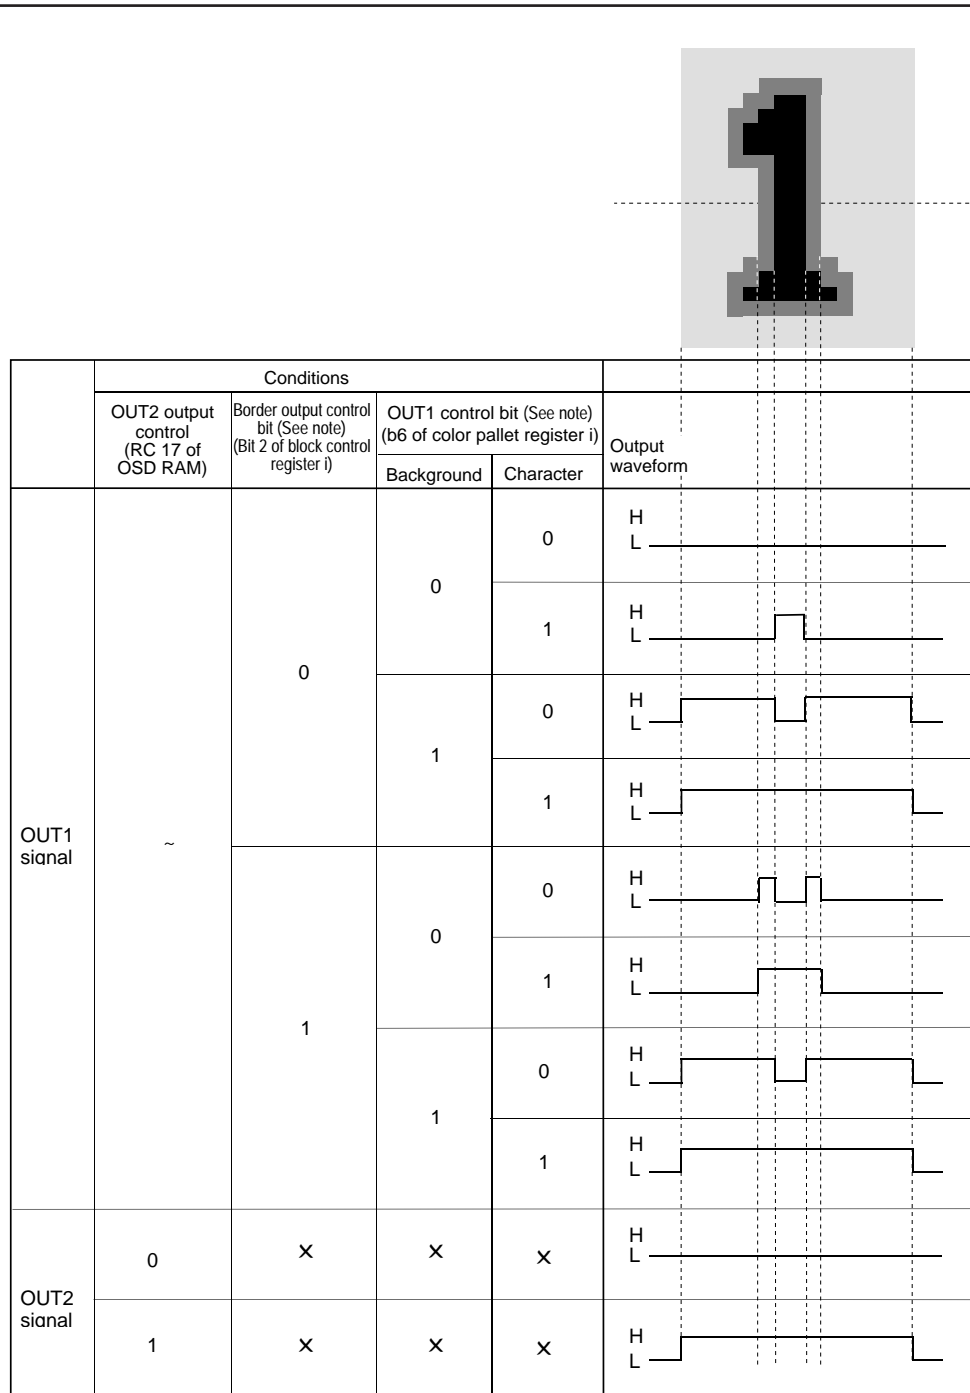 Conditions
OUT2 output
control
(RC 17 of
OSD RAM)
Border output control
bit (See note)
(Bit 2 of block control
register i)
OUT1 control bit (See note)
(b6 of color pallet register i)
Background
Character
Output
waveform
OUT1
signal
~
0
0
0
H
L
1
H
L
1
0
H
L
1
H
L
1
0
0
H
L
1
H
L
1
0
H
L
1
H
L
OUT2
signal
0
×
×
×
H
L
1
×
×
×
H
L